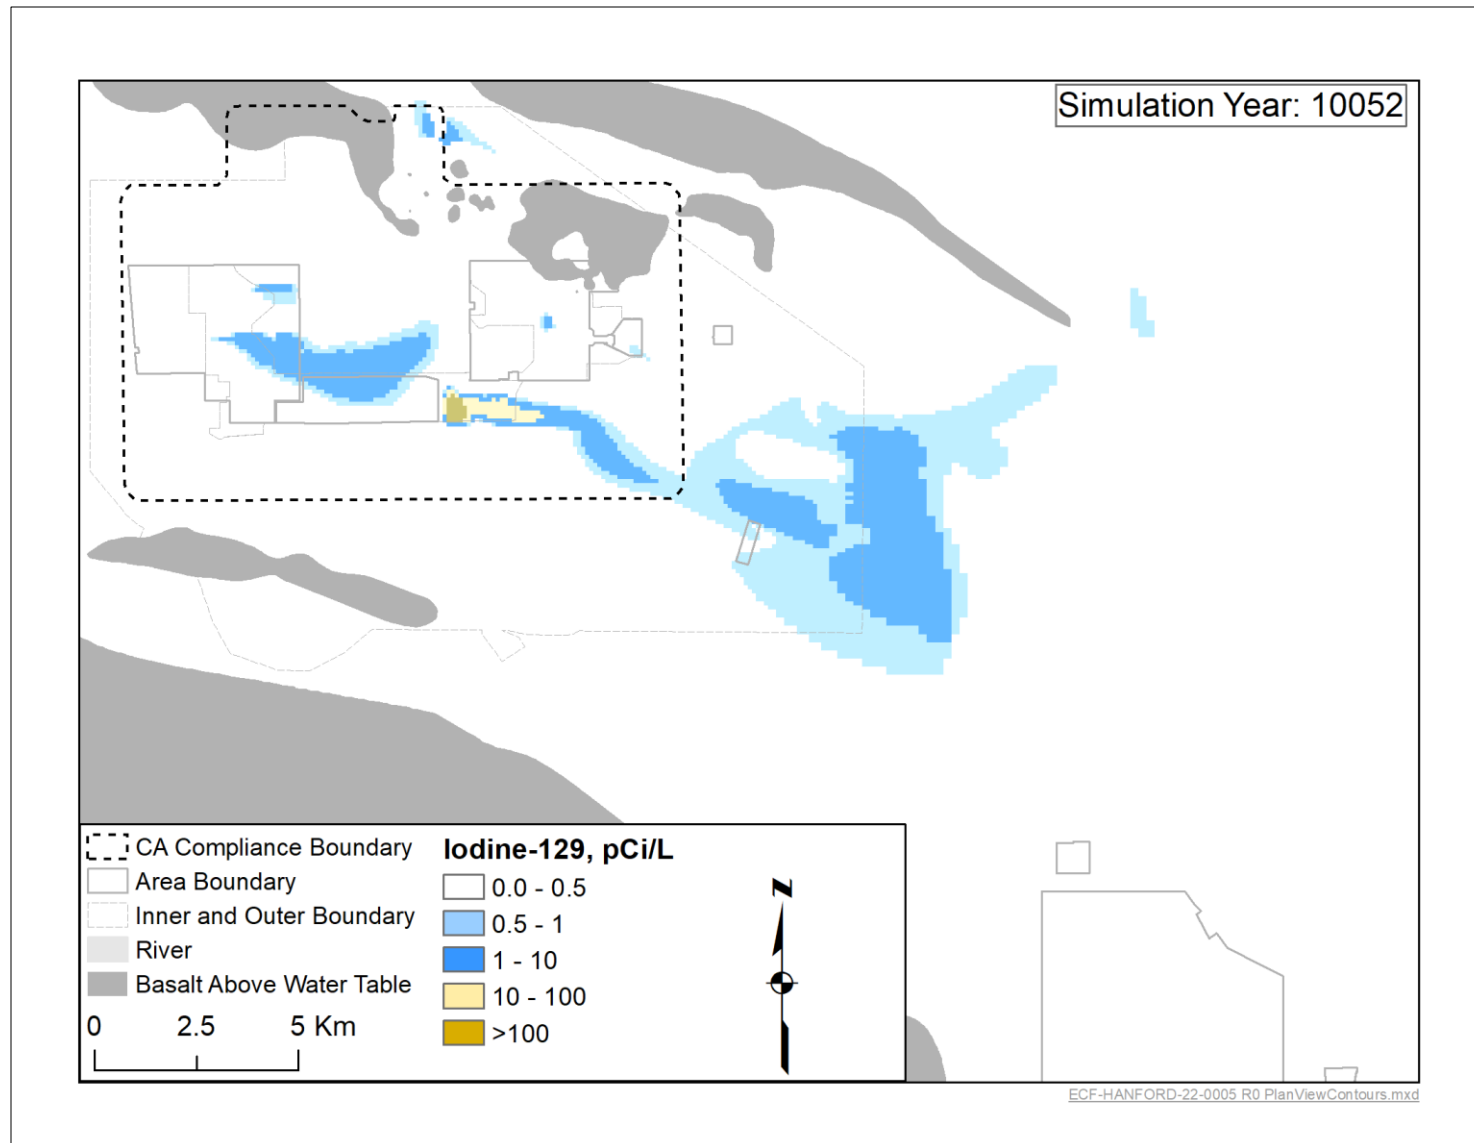 Simulation Year: 10052
CA Compliance Boundary
Area Boundary
Inner and Outer Boundary
River
Basalt Above Water Table
0 2.5 5 Km
Iodine-129, pCi/L
0.0 - 0.5
0.5 - 1
1 - 10
10 - 100
>100
N
ECF-HANFORD-22-0005 R0 PlanViewContours.mxd